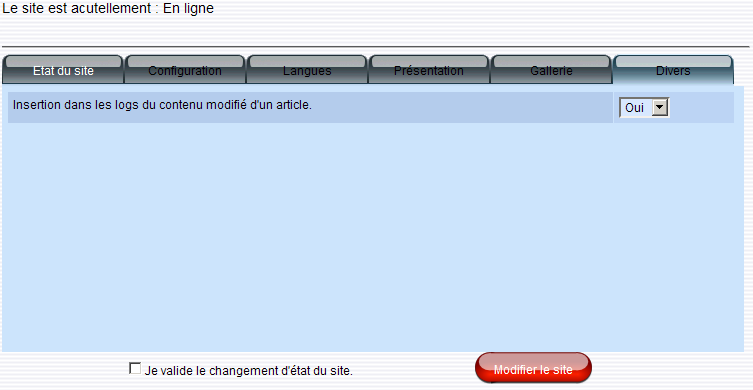 Le site est acutellement : En ligne
Etat du site Configuration Langues Présentation Gallerie Divers
Insertion dans les logs du contenu modifié d'un article. Oui
Je valide le changement d'état du site. Modifier le site